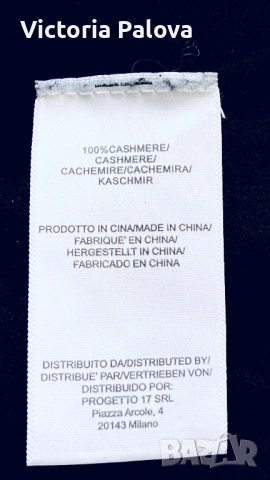 Victoria Palova
100%CASHMERE/
CASHMERE/
CACHEMIRE/CACHEMIRA/
KASCHMIR
PRODOTTO IN CINA/MADE IN CHINA/
FABRIQUE' EN CHINA/
HERGESTELLT IN CHINA/
FABRICADO EN CHINA
DISTRIBUITO DA/DISTRIBUTED BY/
DISTRIBUE' PAR/VERTRIEBEN VON/
DISTRIBUIDO POR:
PROGETTO 17 SRL
Piazza Arcole, 4
20143 Milano
BAZAR